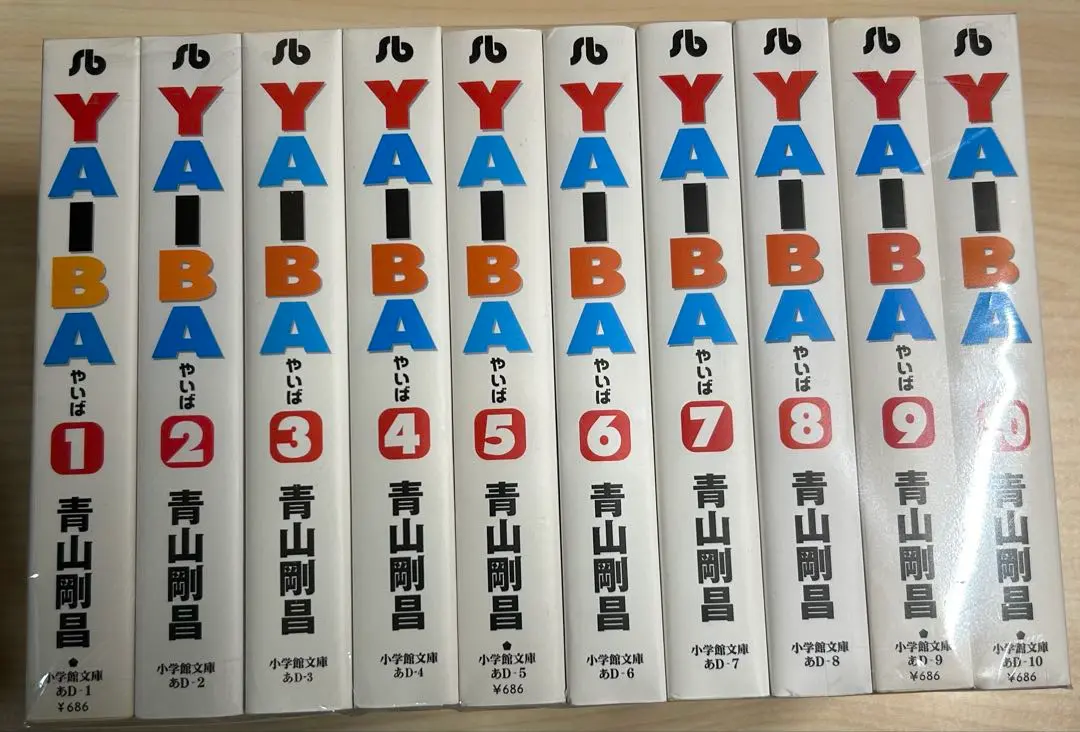 Sb
YAIBA
やいば
1
青山剛昌
小学館文庫
あD-1
¥686
Sb
YAIBA
やいば
2
青山剛昌
小学館文庫
あD-2
Sb
YAIBA
やいば
3
青山剛昌
小学館文庫
あD-3
Sb
YAIBA
やいば
4
青山剛昌
小学館文庫
あD-4
Sb
YAIBA
やいば
5
青山剛昌
小学館文庫
あD-5
¥686
Sb
YAIBA
やいば
6
青山剛昌
小学館文庫
あD-6
Sb
YAIBA
やいば
7
青山剛昌
小学館文庫
あD-7
Sb
YAIBA
やいば
8
青山剛昌
小学館文庫
あD-8
Sb
YAIBA
やいば
9
青山剛昌
小学館文庫
あD-9
¥686
Sb
YAIBA
10
青山剛昌
小学館文庫
あD-10
¥686